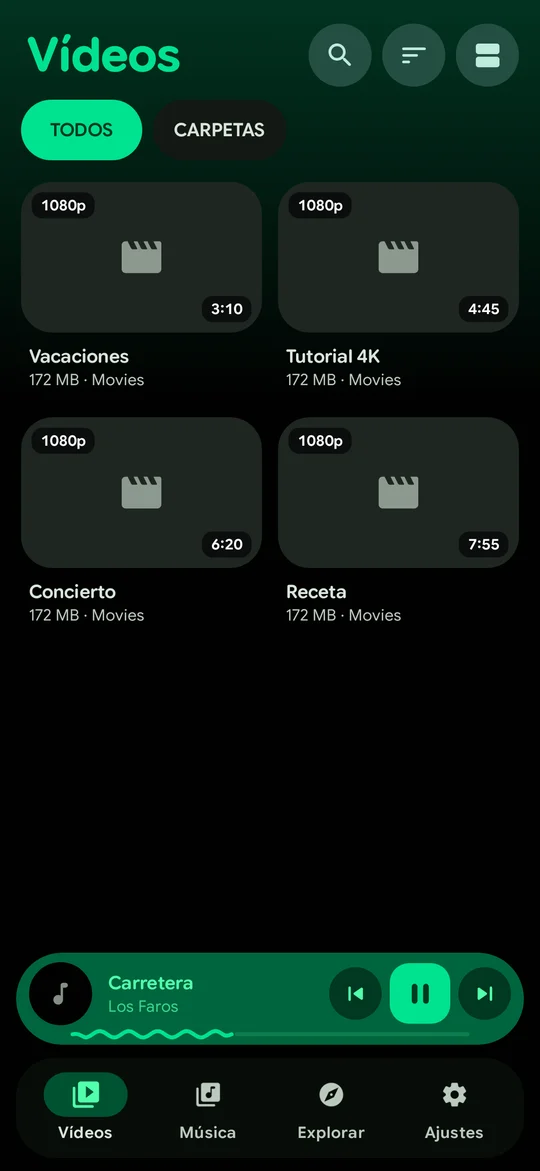 Vídeos
TODOS
CARPETAS
1080p
3:10
1080p
4:45
Vacaciones
172 MB · Movies
Tutorial 4K
172 MB · Movies
1080p
6:20
1080p
7:55
Concierto
172 MB · Movies
Receta
172 MB · Movies
Carretera
Los Faros
Vídeos
Música
Explorar
Ajustes